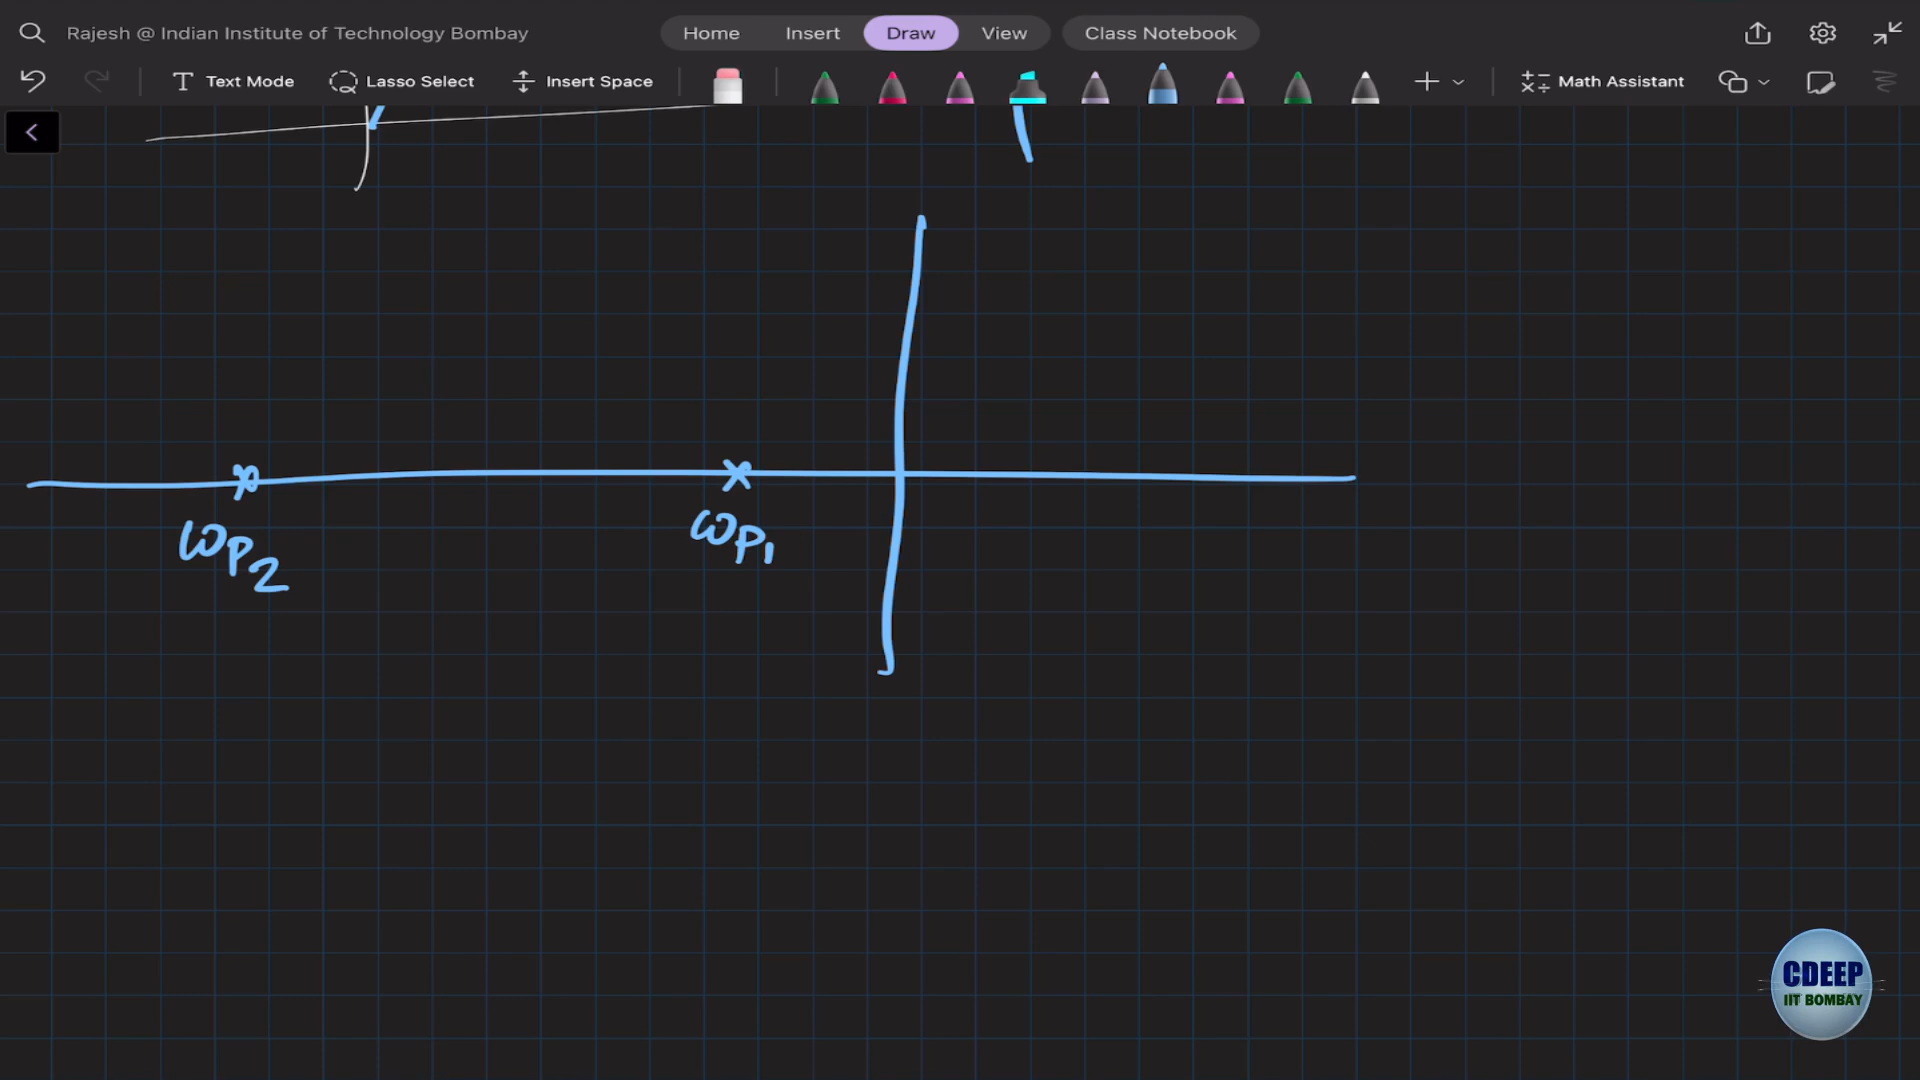 Rajesh @ Indian Institute of Technology Bombay
Home Insert Draw View Class Notebook
Text Mode Lasso Select Insert Space Math Assistant
ωp2 ωp1
CDEEP
IIT BOMBAY